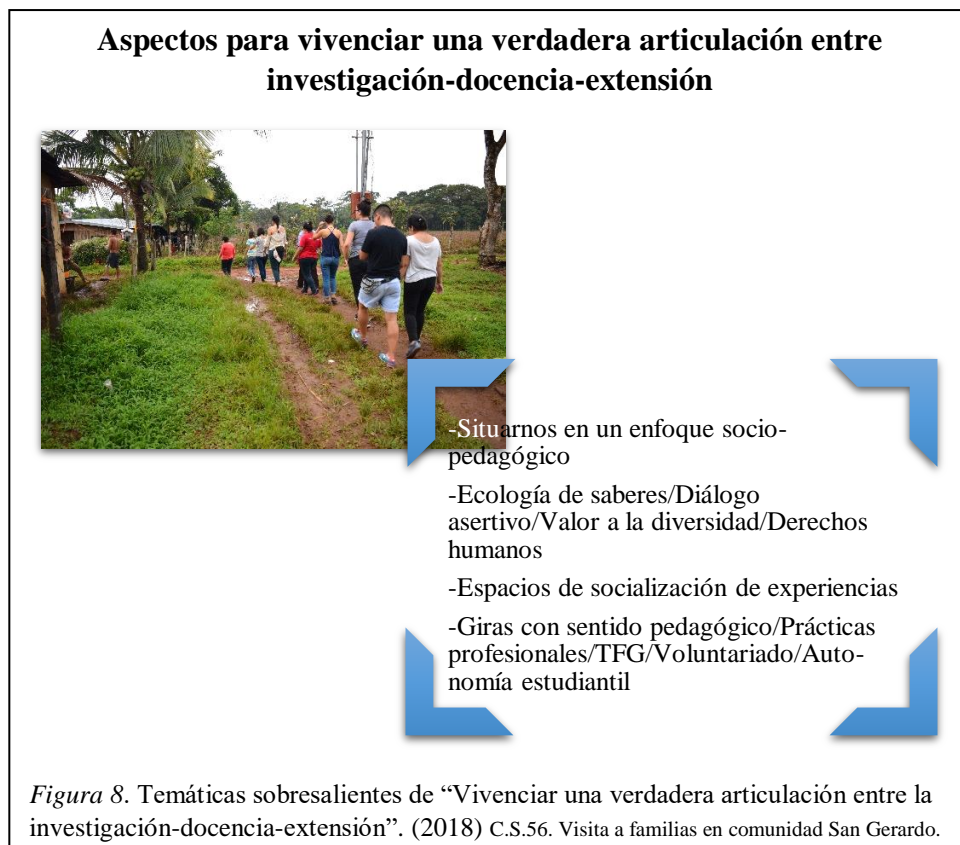 Aspectos para vivenciar una verdadera articulación entre
investigación-docencia-extensión
-Situarnos en un enfoque socio-
pedagógico
-Ecología de saberes/Diálogo
asertivo/Valor a la diversidad/Derechos
humanos
-Espacios de socialización de experiencias
-Giras con sentido pedagógico/Prácticas
profesionales/TFG/Voluntariado/Auto-
nomía estudiantil
Figura 8. Temáticas sobresalientes de “Vivenciar una verdadera articulación entre la
investigación-docencia-extensión”. (2018) C.S.56. Visita a familias en comunidad San Gerardo.